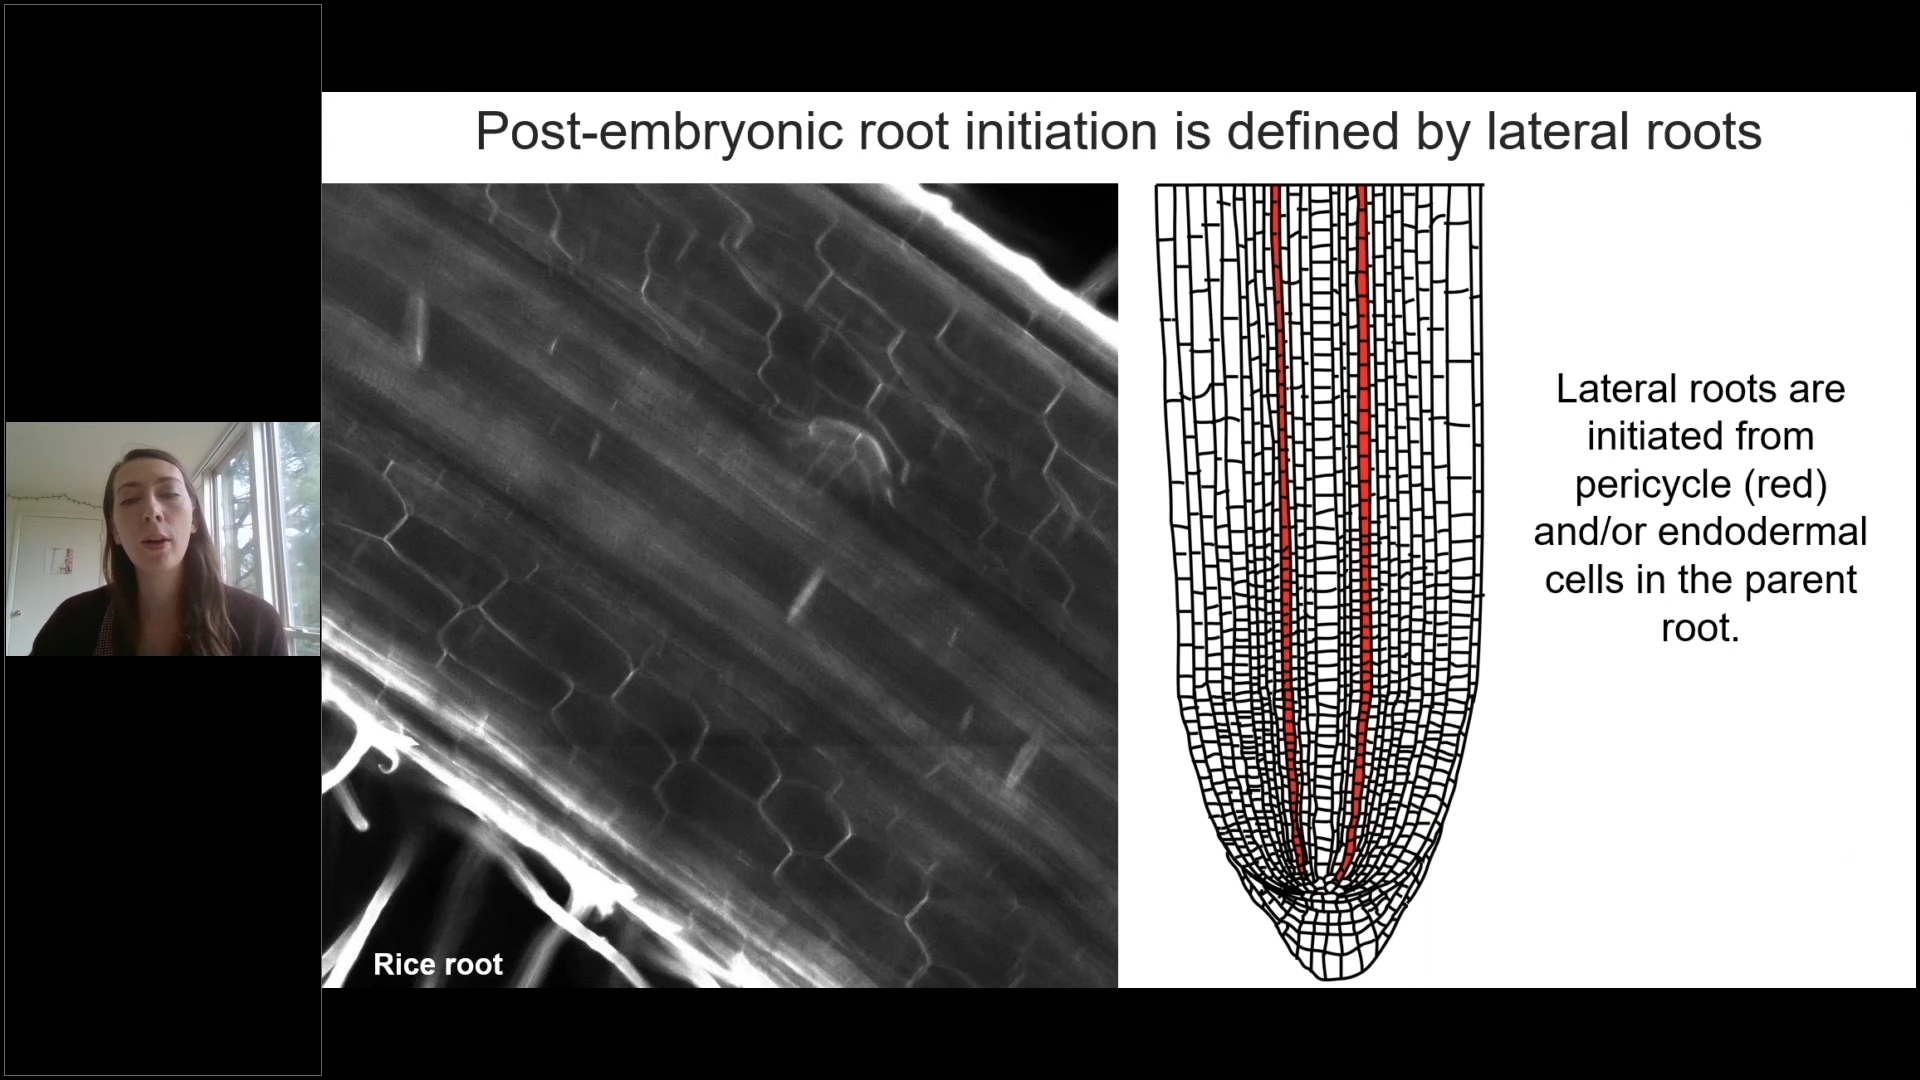 Post-embryonic root initiation is defined by lateral roots
Rice root
Lateral roots are
initiated from
pericycle (red)
and/or endodermal
cells in the parent
root.